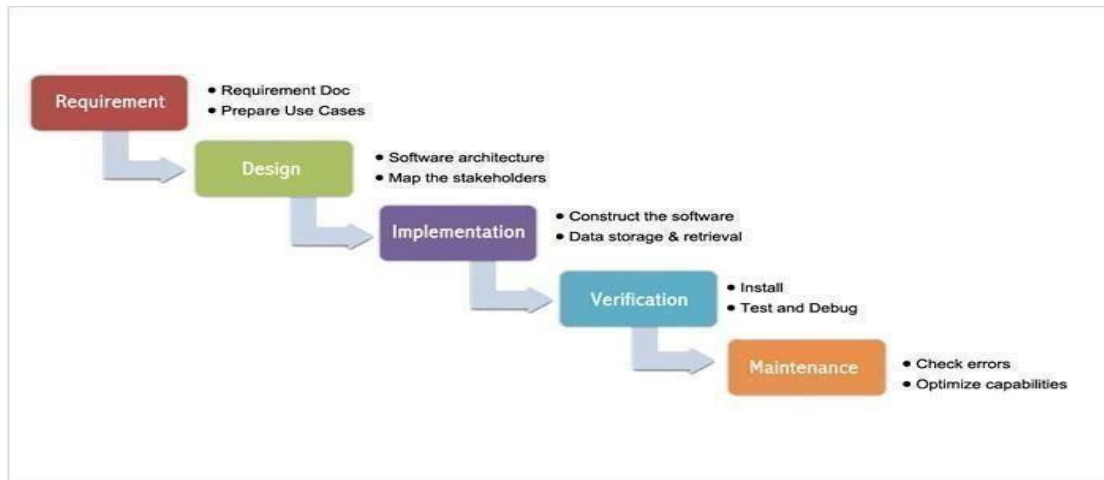 Requirement
• Requirement Doc
• Prepare Use Cases
Design
• Software architecture
• Map the stakeholders
Implementation
• Construct the software
• Data storage & retrieval
Verification
• Install
• Test and Debug
Maintenance
• Check errors
• Optimize capabilities